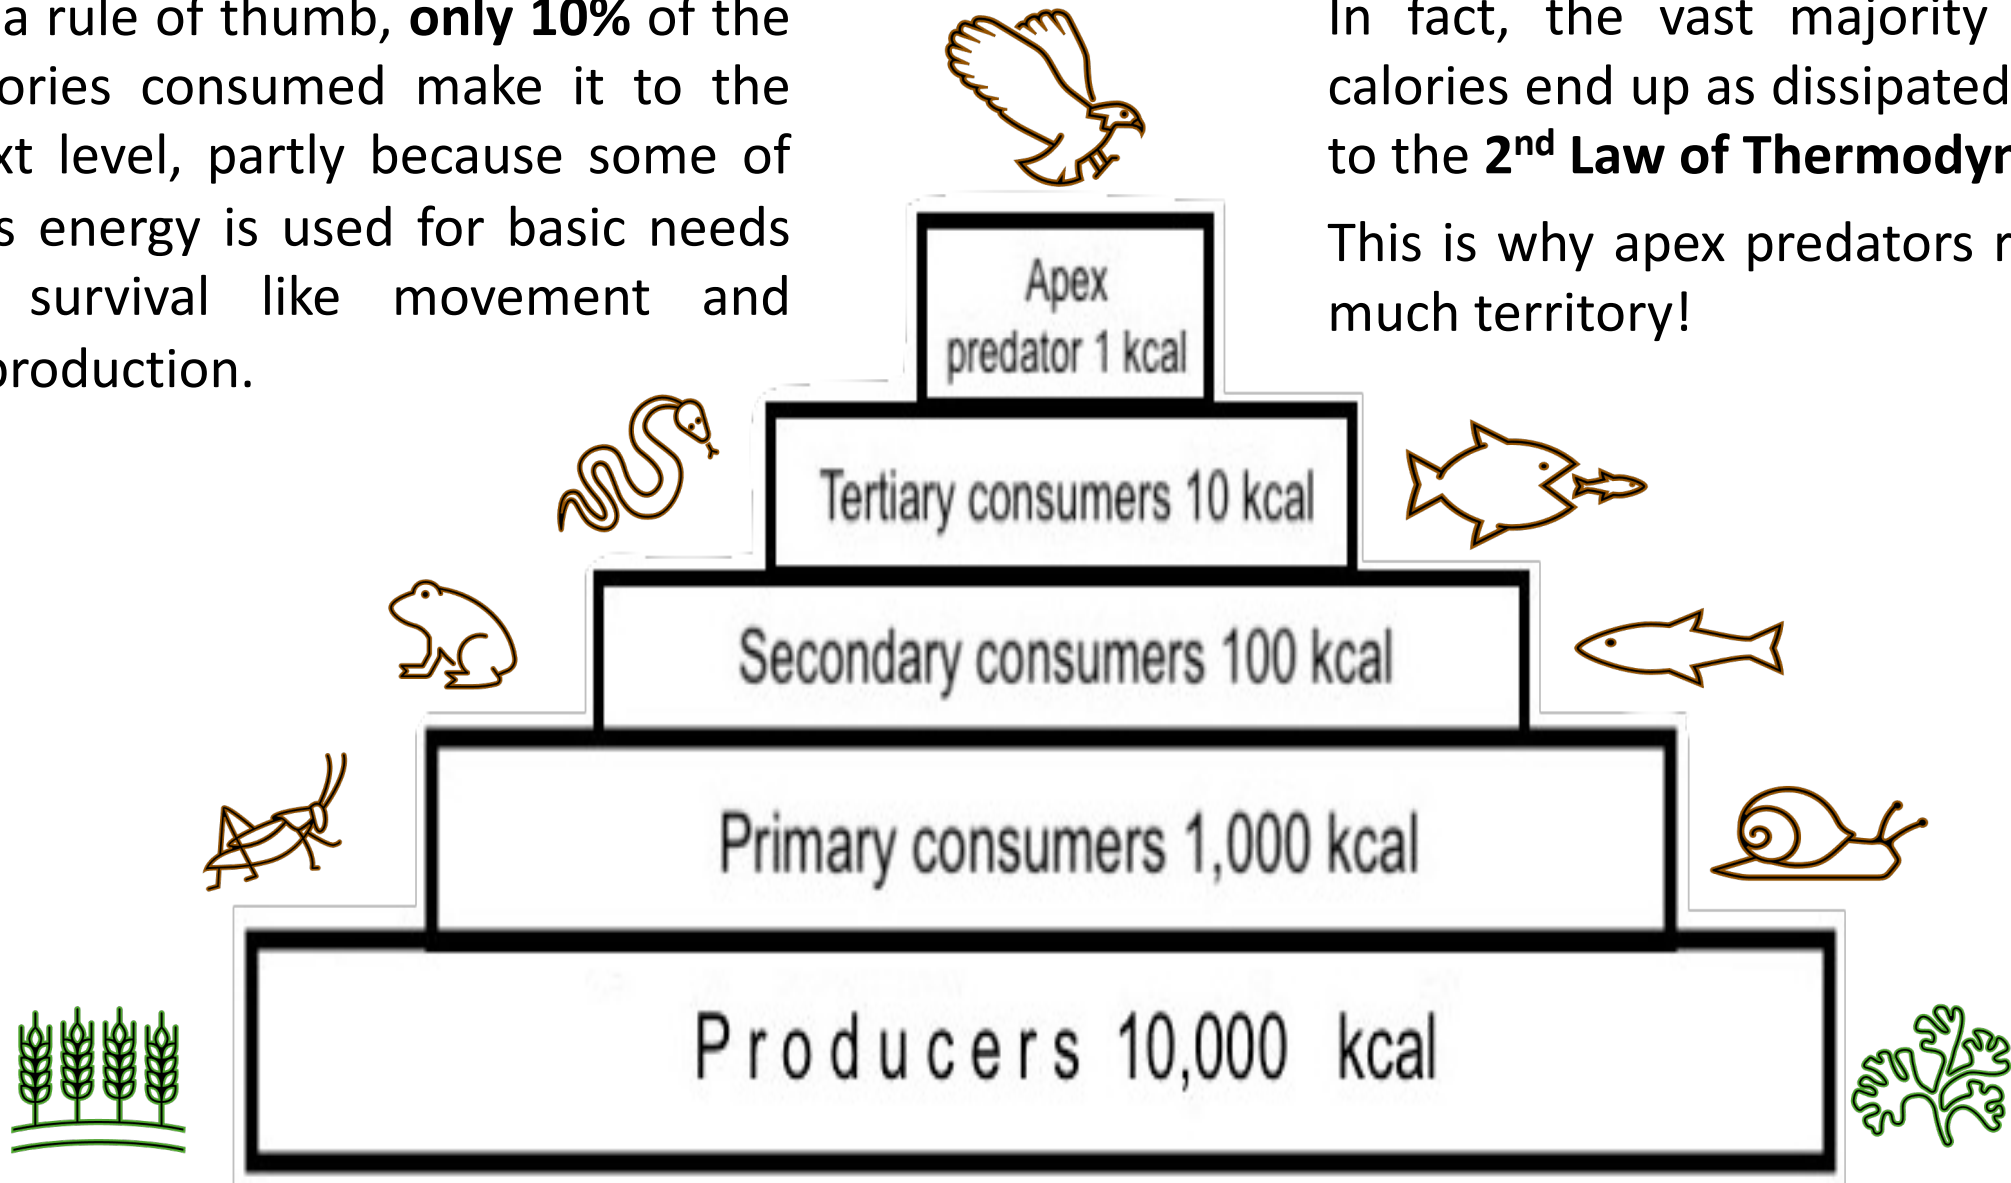 a rule of thumb, only 10% of the
ories consumed make it to the
xt level, partly because some of
s energy is used for basic needs
survival like movement and
production.
In fact, the vast majority
calories end up as dissipated
to the 2nd Law of Thermodyn
This is why apex predators r
much territory!
Apex
predator 1 kcal
Tertiary consumers 10 kcal
Secondary consumers 100 kcal
Primary consumers 1,000 kcal
Producers 10,000 kcal